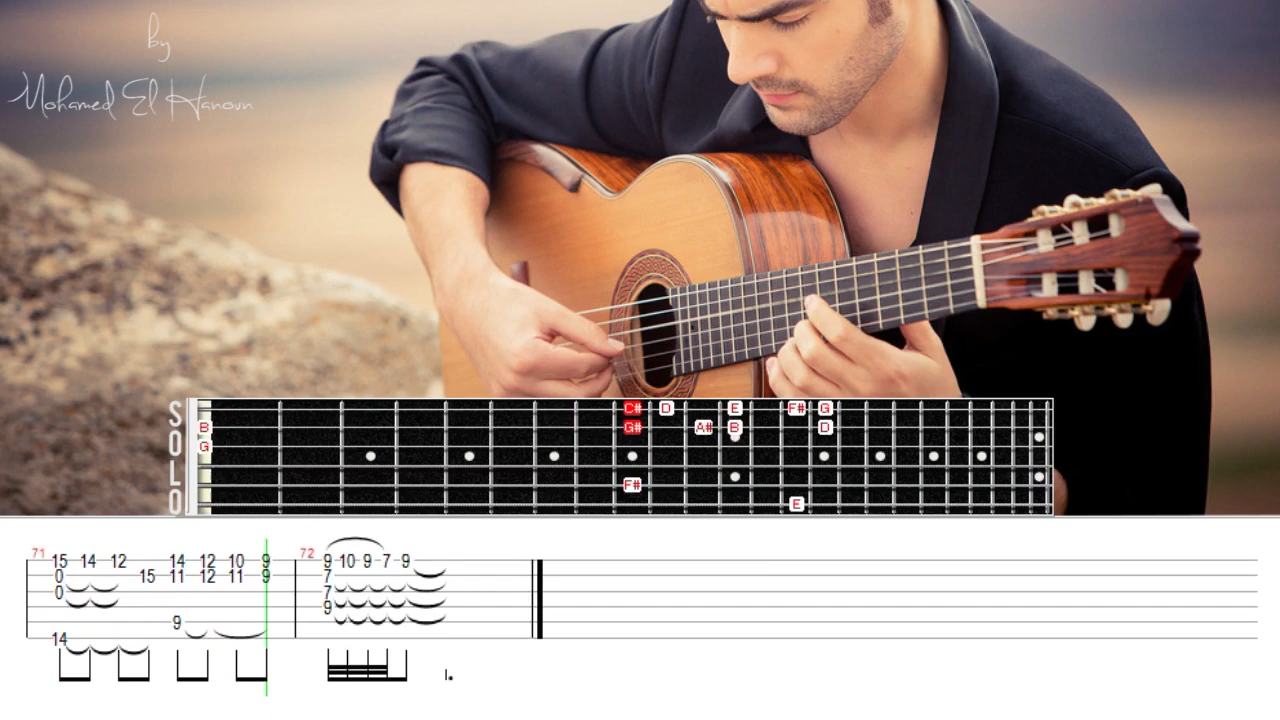 by
Mohamed El Hanoun
SOLO
C# D E F# G
B G# A# B D
G
F#
E
71 15 14 12 14 12 10 9 72 9 10 9 7 9
0 15 11 12 11 9 7
0 7
9
9
14